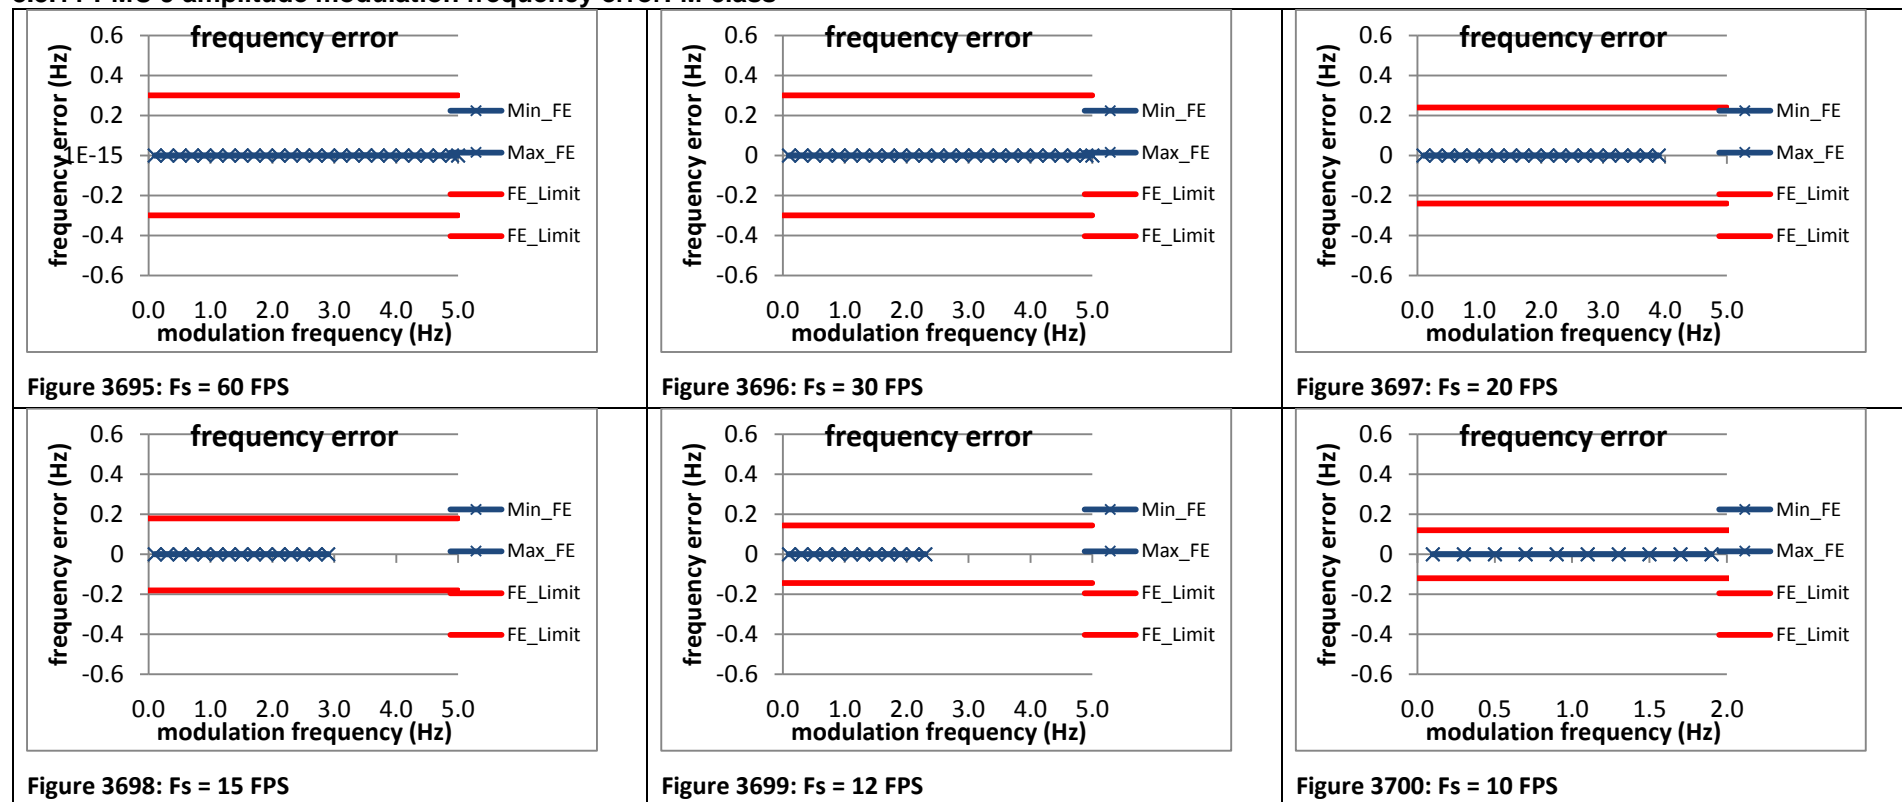 frequency error
0.6
0.4
0.2
1E-15
-0.2
-0.4
-0.6
frequency error (Hz)
0.0 1.0 2.0 3.0 4.0 5.0
modulation frequency (Hz)
Min_FE
Max_FE
FE_Limit
FE_Limit
Figure 3695: Fs = 60 FPS
frequency error
0.6
0.4
0.2
0
-0.2
-0.4
-0.6
frequency error (Hz)
0.0 1.0 2.0 3.0 4.0 5.0
modulation frequency (Hz)
Min_FE
Max_FE
FE_Limit
FE_Limit
Figure 3696: Fs = 30 FPS
frequency error
0.6
0.4
0.2
0
-0.2
-0.4
-0.6
frequency error (Hz)
0.0 1.0 2.0 3.0 4.0 5.0
modulation frequency (Hz)
Min_FE
Max_FE
FE_Limit
FE_Limit
Figure 3697: Fs = 20 FPS
frequency error
0.6
0.4
0.2
0
-0.2
-0.4
-0.6
frequency error (Hz)
0.0 1.0 2.0 3.0 4.0 5.0
modulation frequency (Hz)
Min_FE
Max_FE
FE_Limit
FE_Limit
Figure 3698: Fs = 15 FPS
frequency error
0.6
0.4
0.2
0
-0.2
-0.4
-0.6
frequency error (Hz)
0.0 1.0 2.0 3.0 4.0 5.0
modulation frequency (Hz)
Min_FE
Max_FE
FE_Limit
FE_Limit
Figure 3699: Fs = 12 FPS
frequency error
0.6
0.4
0.2
0
-0.2
-0.4
-0.6
frequency error (Hz)
0.0 0.5 1.0 1.5 2.0
modulation frequency (Hz)
Min_FE
Max_FE
FE_Limit
FE_Limit
Figure 3700: Fs = 10 FPS